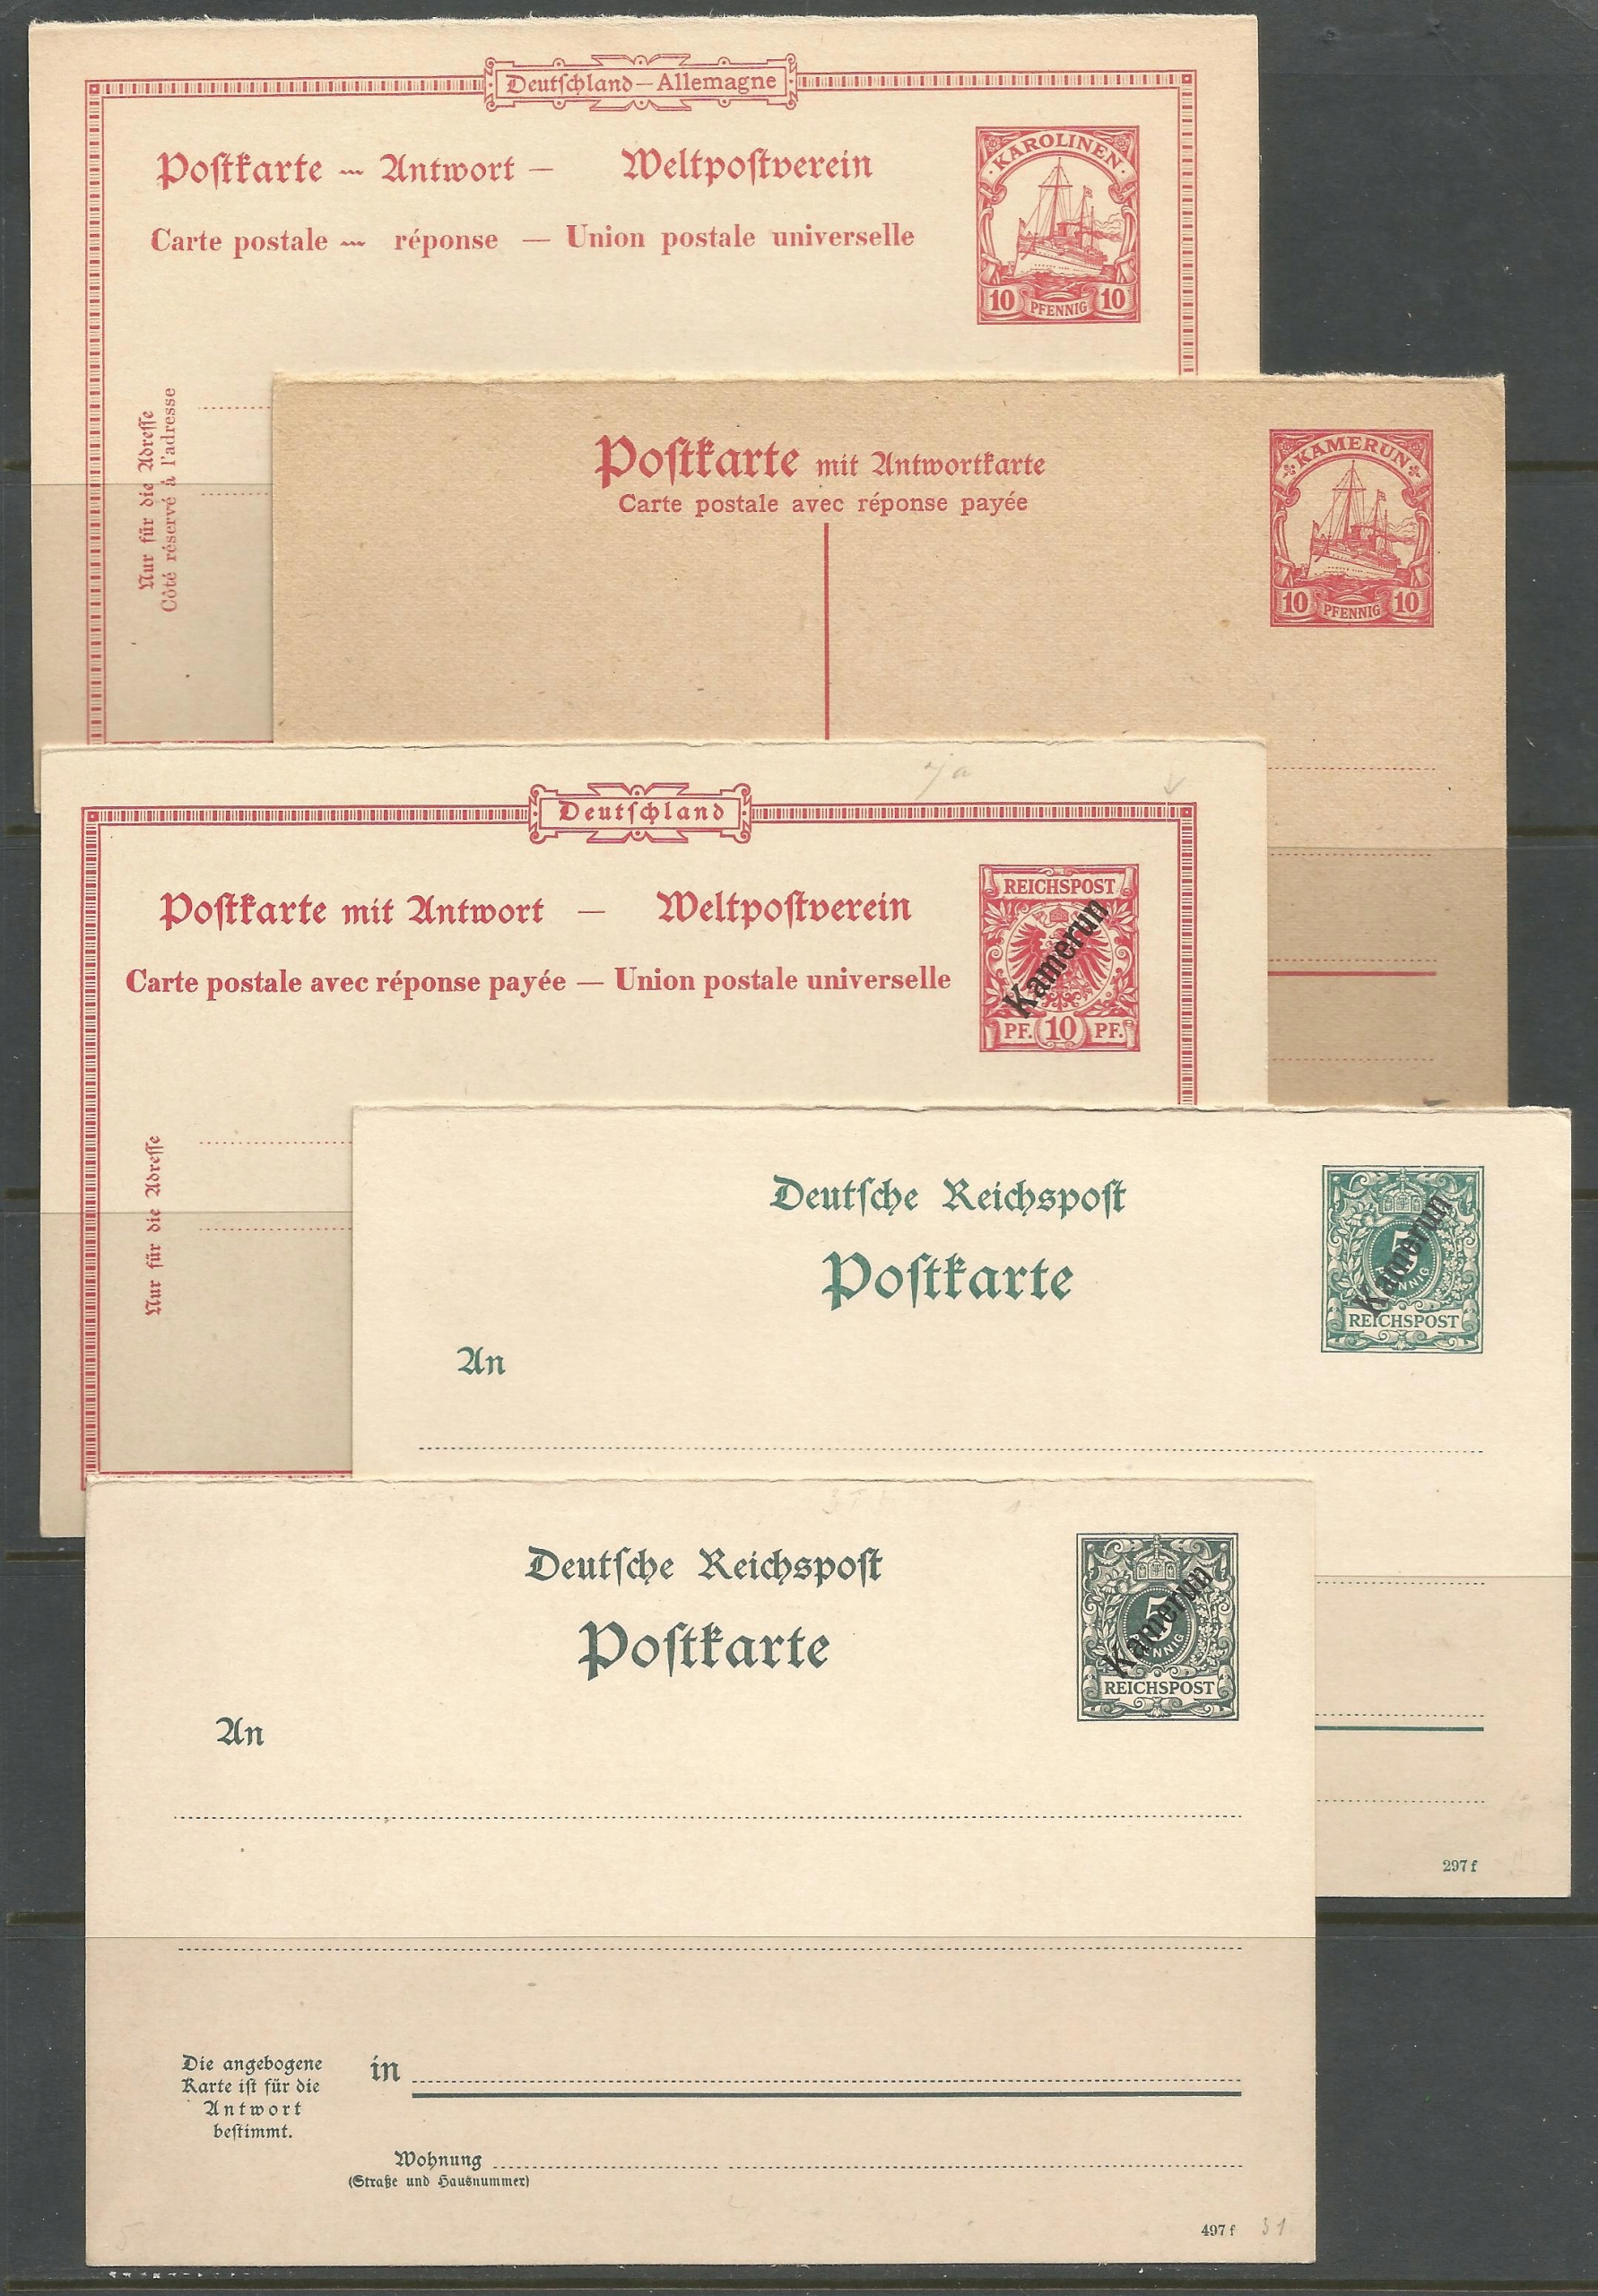 Deutſchland — Allemagne
Poſtkarte — Antwort — Weltpoſtverein
Carte postale — réponse — Union postale universelle
KAROLINEN
10 PFENNIG 10
Nur für die Adreſſe
Côté réservé à l'adresse
Poſtkarte mit Antwortkarte
Carte postale avec réponse payée
KAMERUN
10 PFENNIG 10
Deutſchland
Poſtkarte mit Antwort — Weltpoſtverein
Carte postale avec réponse payée — Union postale universelle
REICHSPOST
Kamerun
PF. 10 PF.
Nur für die Adreſſe
Deutſche Reichspoſt
Poſtkarte
An
5
PFENNIG
Kamerun
REICHSPOST
297 f
Deutſche Reichspoſt
Poſtkarte
An
5
PFENNIG
Kamerun
REICHSPOST
Die angebogene
Karte iſt für die
Antwort
beſtimmt.
in
Wohnung
(Straße und Hausnummer)
497 f 31